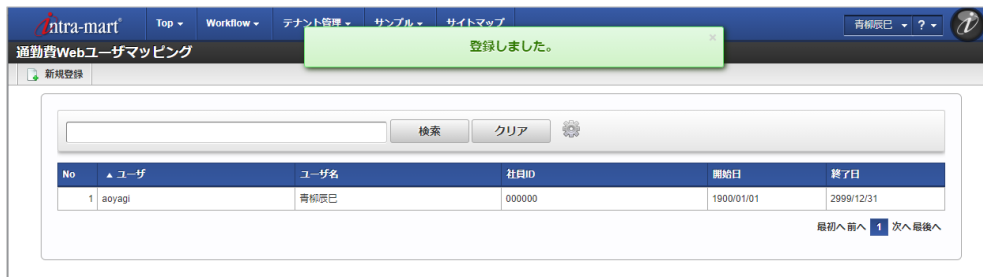 intra-mart® Top Workflow テナント管理 サンプル サイトマップ 青柳辰巳 ?
通勤費Webユーザマッピング
登録しました。 ×
新規登録
検索 クリア
No ▲ ユーザ ユーザ名 社員ID 開始日 終了日
1 aoyagi 青柳辰巳 000000 1900/01/01 2999/12/31
最初へ 前へ 1 次へ 最後へ